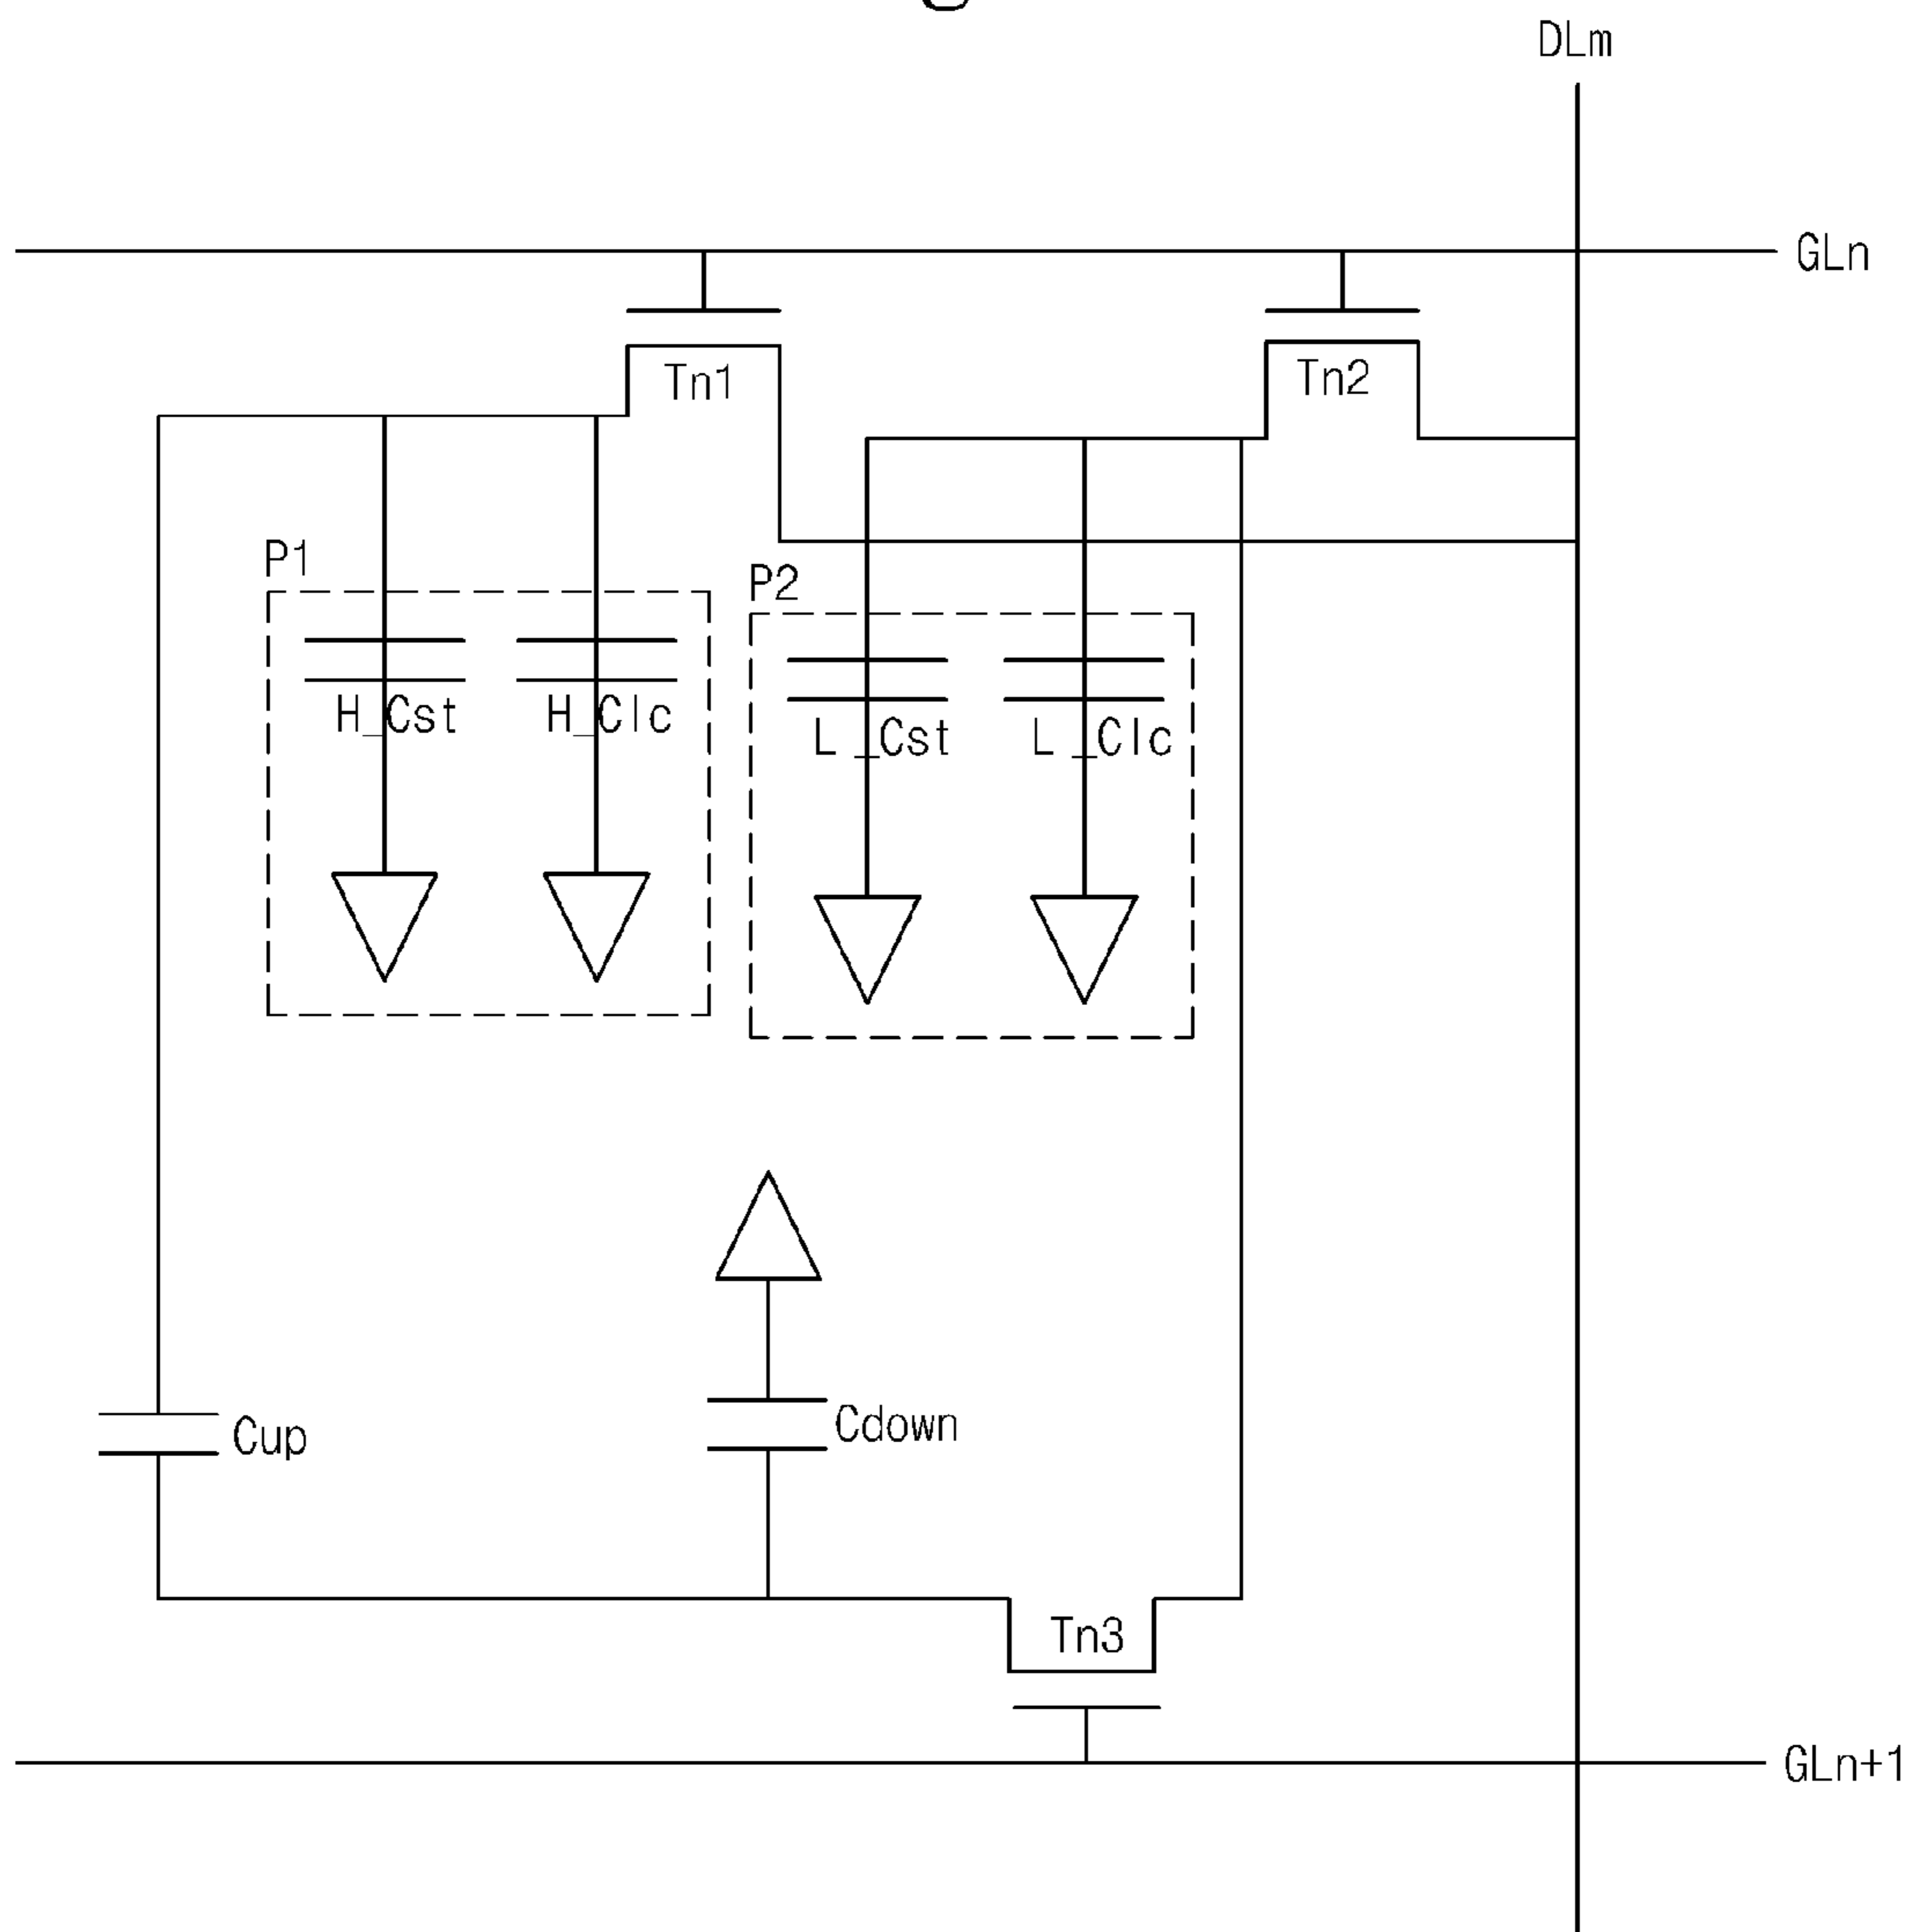 DLm
GLn
Tn1
Tn2
P1
P2
H_Cst
H_Clc
L_Cst
L_Clc
Cup
Cdown
Tn3
GLn+1